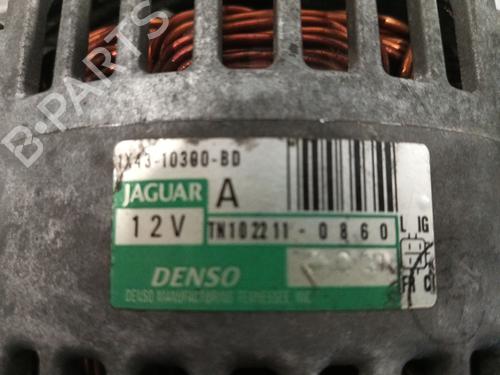 1X43-10300-BD
JAGUAR A
12V TN102211-0860
L IG
DENSO
FR C
DENSO MANUFACTURING TENNESSEE, INC.
B-PARTS